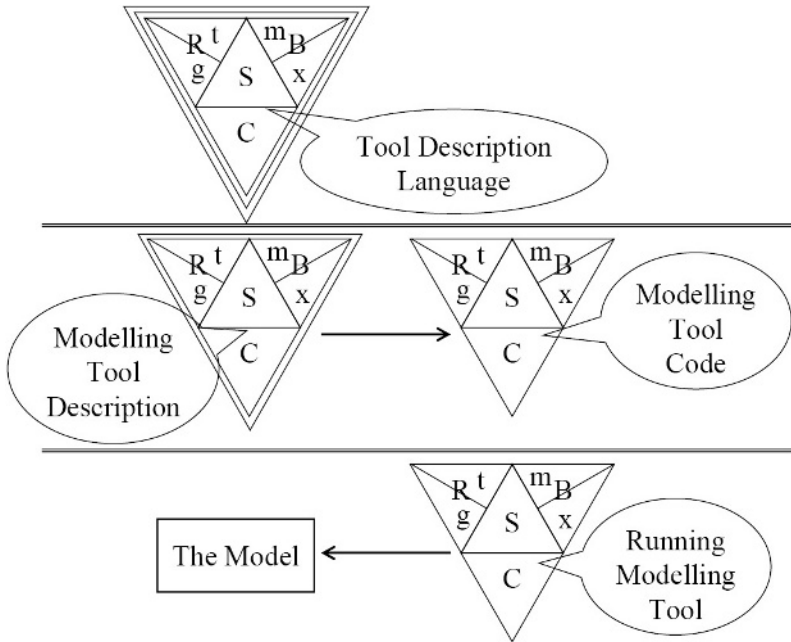 R t m B
g S x
C
Tool Description
Language
R t m B
g S x
C
Modelling
Tool
Description
R t m B
g S x
C
Modelling
Tool
Code
The Model
R t m B
g S x
C
Running
Modelling
Tool